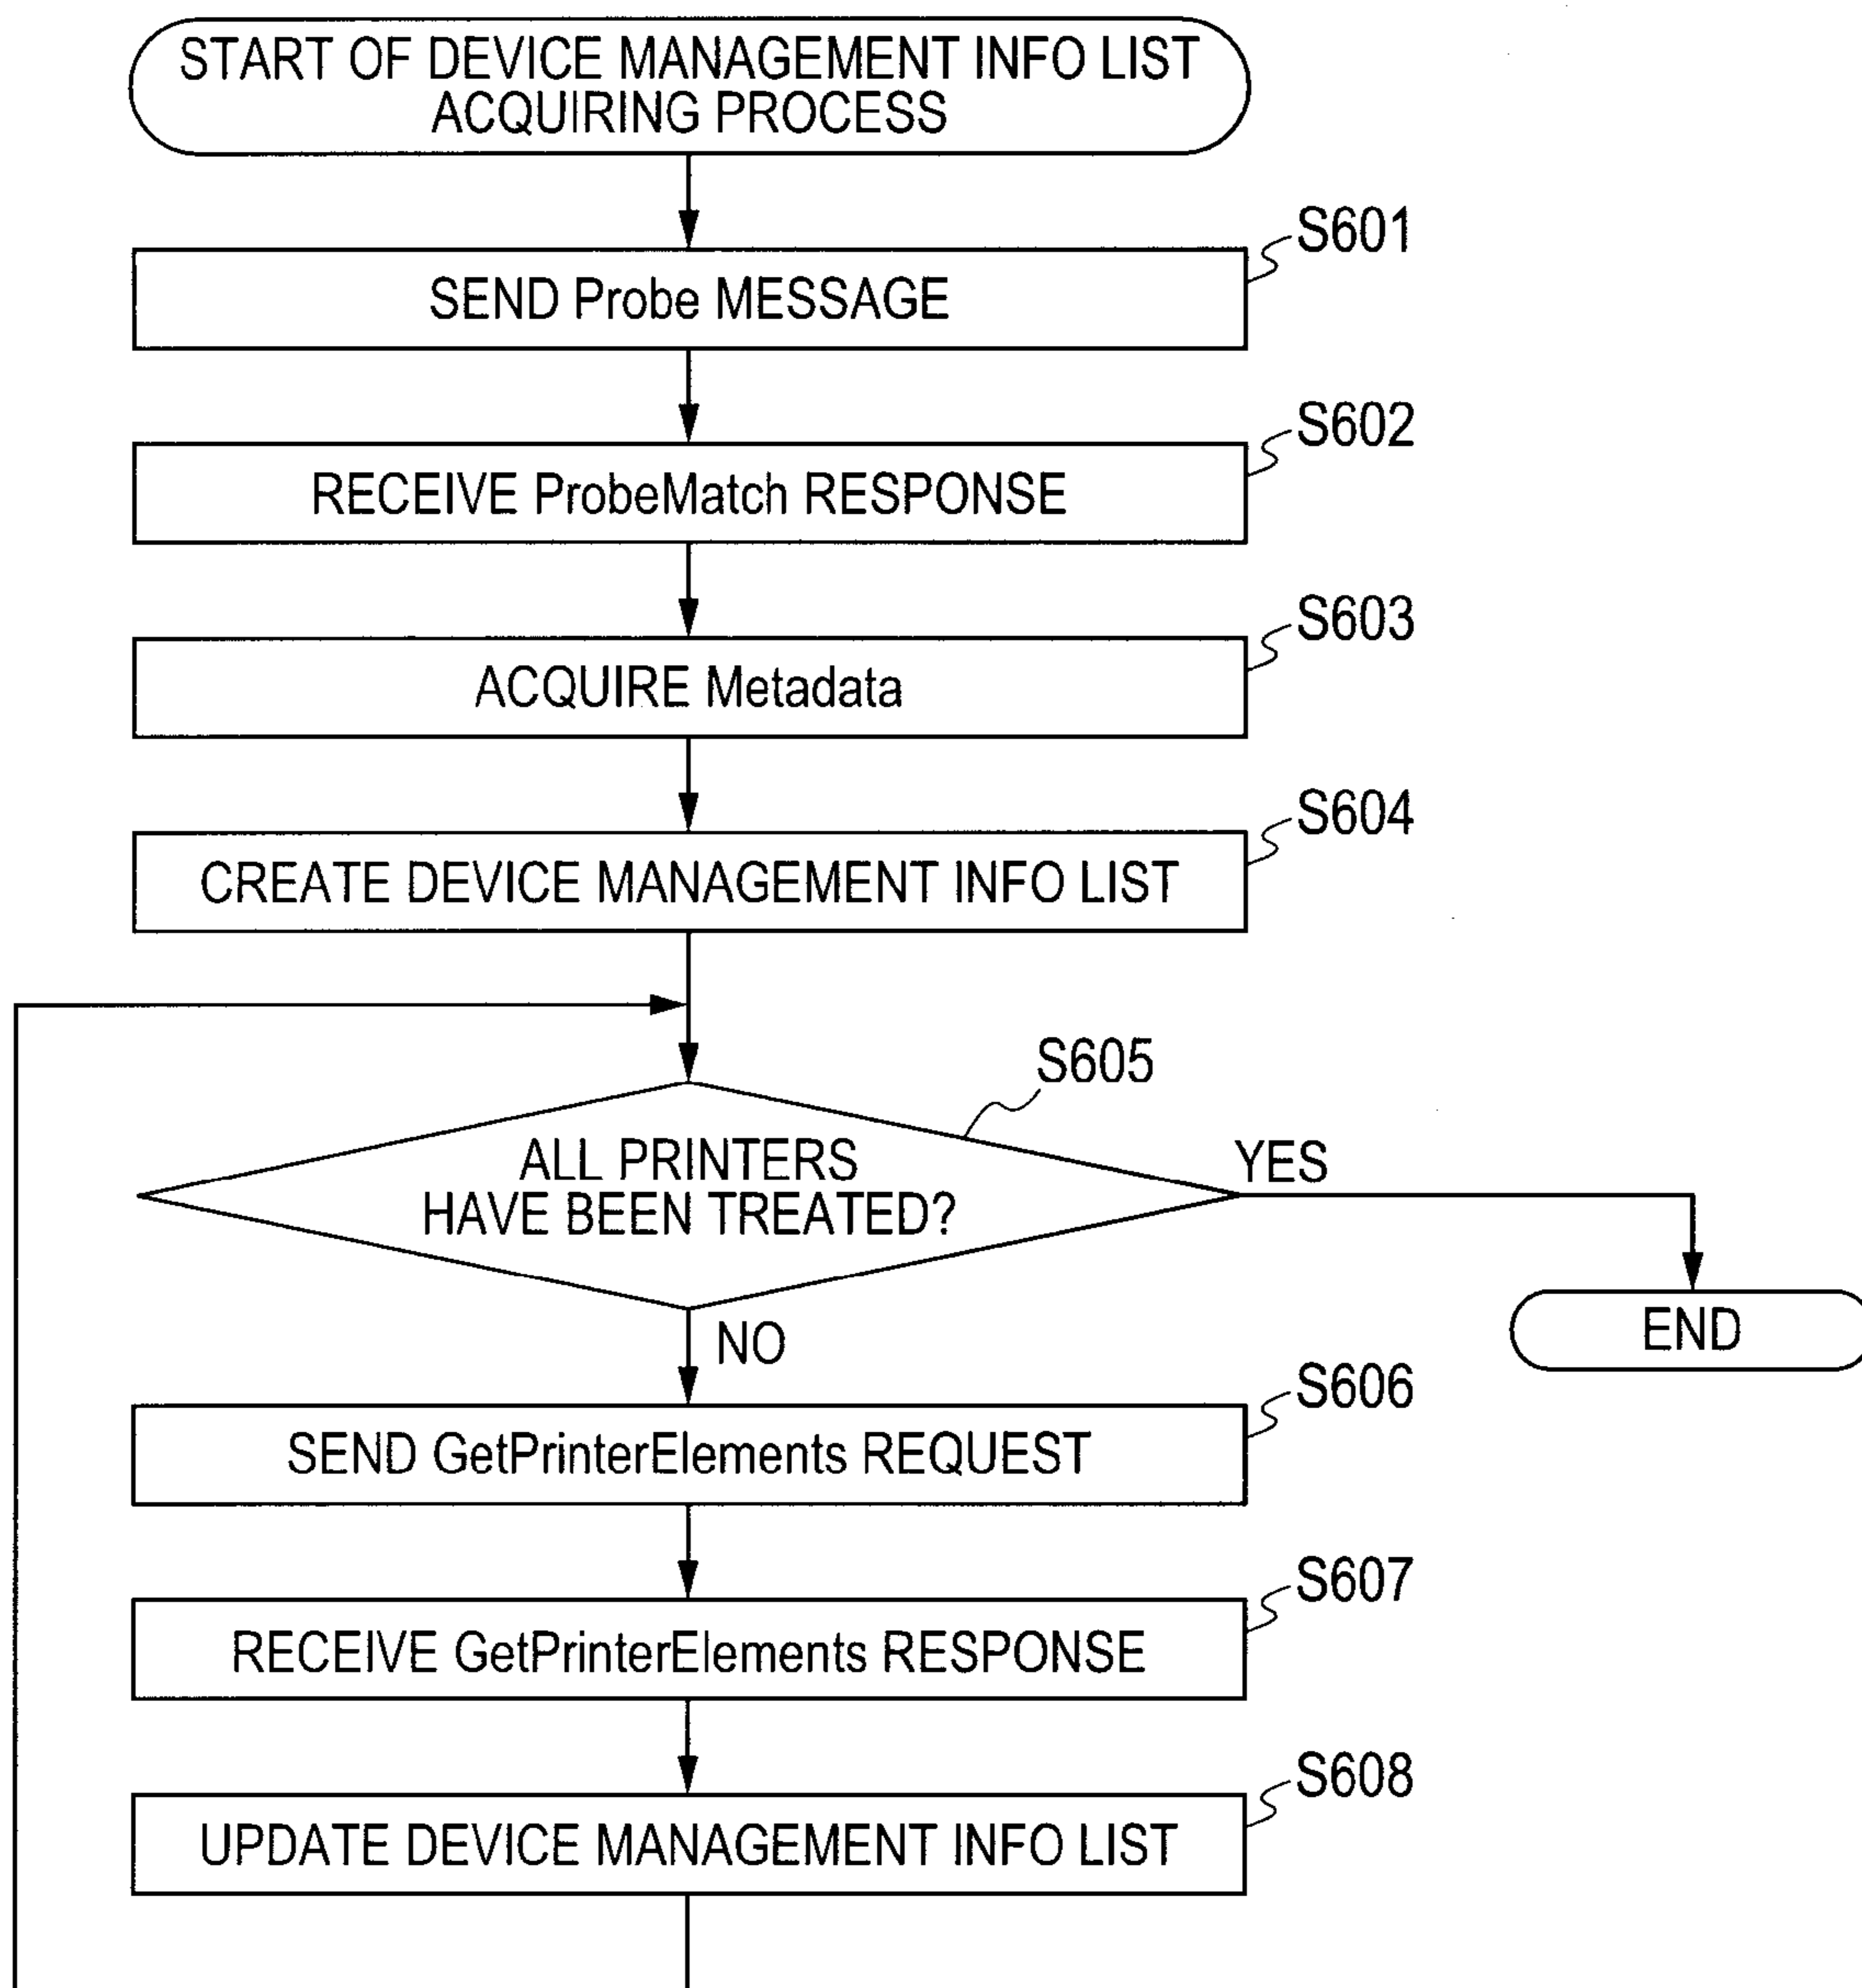 START OF DEVICE MANAGEMENT INFO LIST
ACQUIRING PROCESS
S601
SEND Probe MESSAGE
S602
RECEIVE ProbeMatch RESPONSE
S603
ACQUIRE Metadata
S604
CREATE DEVICE MANAGEMENT INFO LIST
S605
ALL PRINTERS
HAVE BEEN TREATED?
YES
END
NO
S606
SEND GetPrinterElements REQUEST
S607
RECEIVE GetPrinterElements RESPONSE
S608
UPDATE DEVICE MANAGEMENT INFO LIST